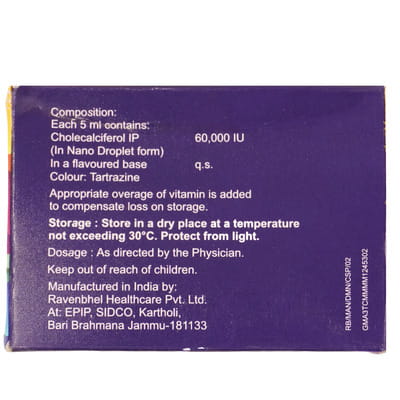 Composition:
Each 5 ml contains:
Cholecalciferol IP 60,000 IU
(In Nano Droplet form)
In a flavoured base q.s.
Colour: Tartrazine
Appropriate overage of vitamin is added
to compensate loss on storage.
Storage : Store in a dry place at a temperature
not exceeding 30°C. Protect from light.
Dosage : As directed by the Physician.
Keep out of reach of children.
Manufactured in India by:
Ravenbhel Healthcare Pvt. Ltd.
At: EPIP, SIDCO, Kartholi,
Bari Brahmana Jammu-181133
RB/MAN/DMN/CSP/02
GMA3TCMMMM1245302